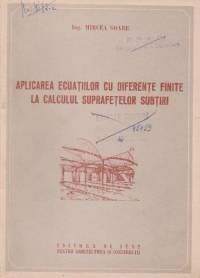 Ing. MIRCEA SOARE
APLICAREA ECUAȚIILOR CU DIFERENȚE FINITE
LA CALCULUL SUPRAFEȚELOR SUBȚIRI
EDITURA DE STAT
PENTRU ARHITECTURĂ ȘI CONSTRUCȚII